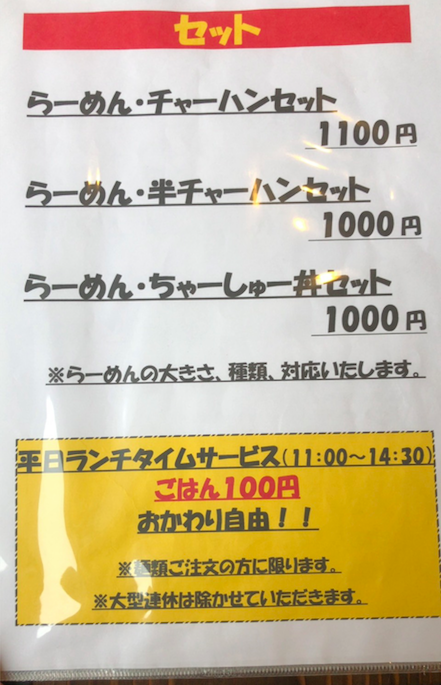 セット
らーめん・チャーハンセット
1100円
らーめん・半チャーハンセット
1000円
らーめん・ちゃーしゅー丼セット
1000円
※らーめんの大きさ、種類、対応いたします。
平日ランチタイムサービス(11:00～14:30)
ごはん100円
おかわり自由！！
※麺類ご注文の方に限ります。
※大型連休は除かせていただきます。